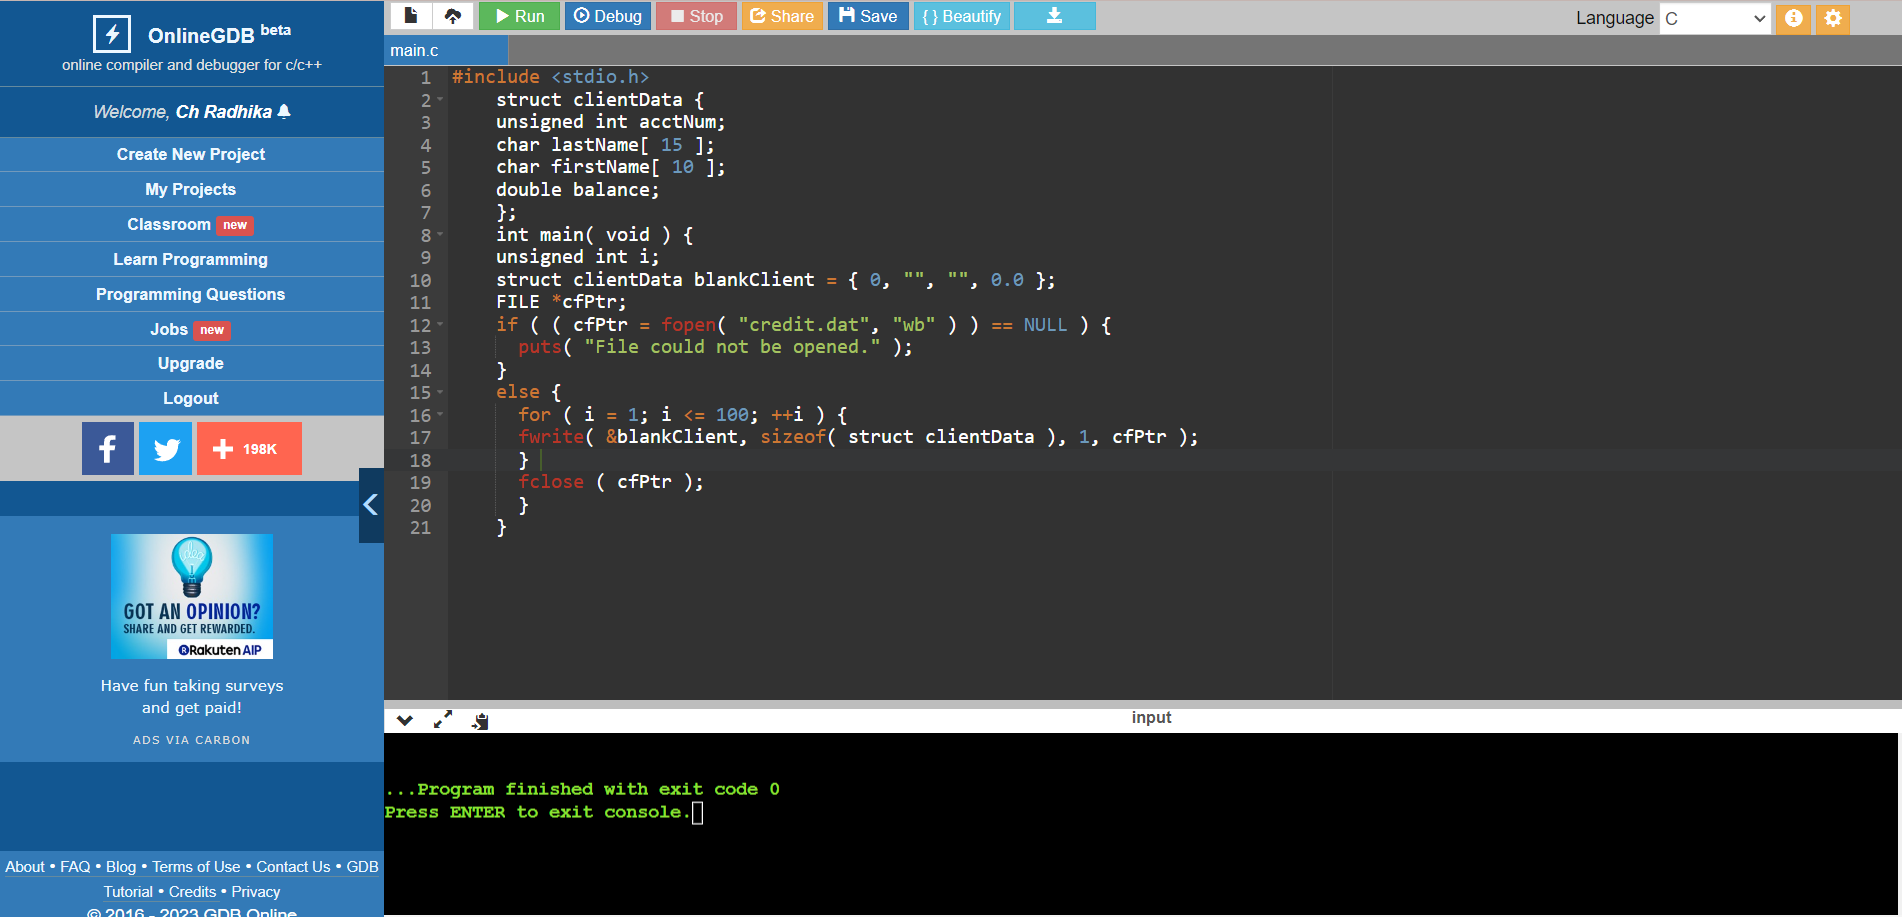 OnlineGDB beta
online compiler and debugger for c/c++
Welcome, Ch Radhika
Create New Project
My Projects
Classroom new
Learn Programming
Programming Questions
Jobs new
Upgrade
Logout
198K
GOT AN OPINION?
SHARE AND GET REWARDED.
Rakuten AIP
Have fun taking surveys
and get paid!
ADS VIA CARBON
About • FAQ • Blog • Terms of Use • Contact Us • GDB
Tutorial • Credits • Privacy
© 2016 - 2023 GDB Online
Run Debug Stop Share Save { } Beautify Language C
main.c
1 #include <stdio.h>
2 struct clientData {
3 unsigned int acctNum;
4 char lastName[ 15 ];
5 char firstName[ 10 ];
6 double balance;
7 };
8 int main( void ) {
9 unsigned int i;
10 struct clientData blankClient = { 0, "", "", 0.0 };
11 FILE *cfPtr;
12 if ( ( cfPtr = fopen( "credit.dat", "wb" ) ) == NULL ) {
13 puts( "File could not be opened." );
14 }
15 else {
16 for ( i = 1; i <= 100; ++i ) {
17 fwrite( &blankClient, sizeof( struct clientData ), 1, cfPtr );
18 }
19 fclose ( cfPtr );
20 }
21 }
input
...Program finished with exit code 0
Press ENTER to exit console.